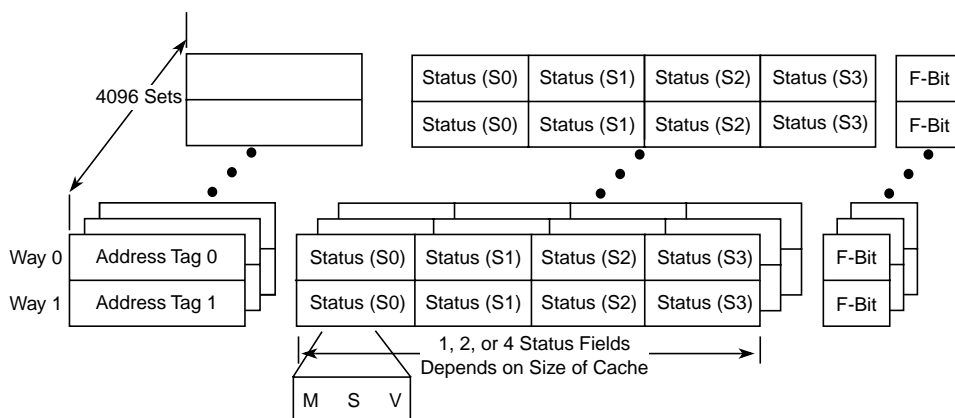 Status (S0) Status (S1) Status (S2) Status (S3) F-Bit
4096 Sets
Status (S0) Status (S1) Status (S2) Status (S3) F-Bit
Way 0 Address Tag 0 Status (S0) Status (S1) Status (S2) Status (S3) F-Bit
Way 1 Address Tag 1 Status (S0) Status (S1) Status (S2) Status (S3) F-Bit
1, 2, or 4 Status Fields
Depends on Size of Cache
M S V